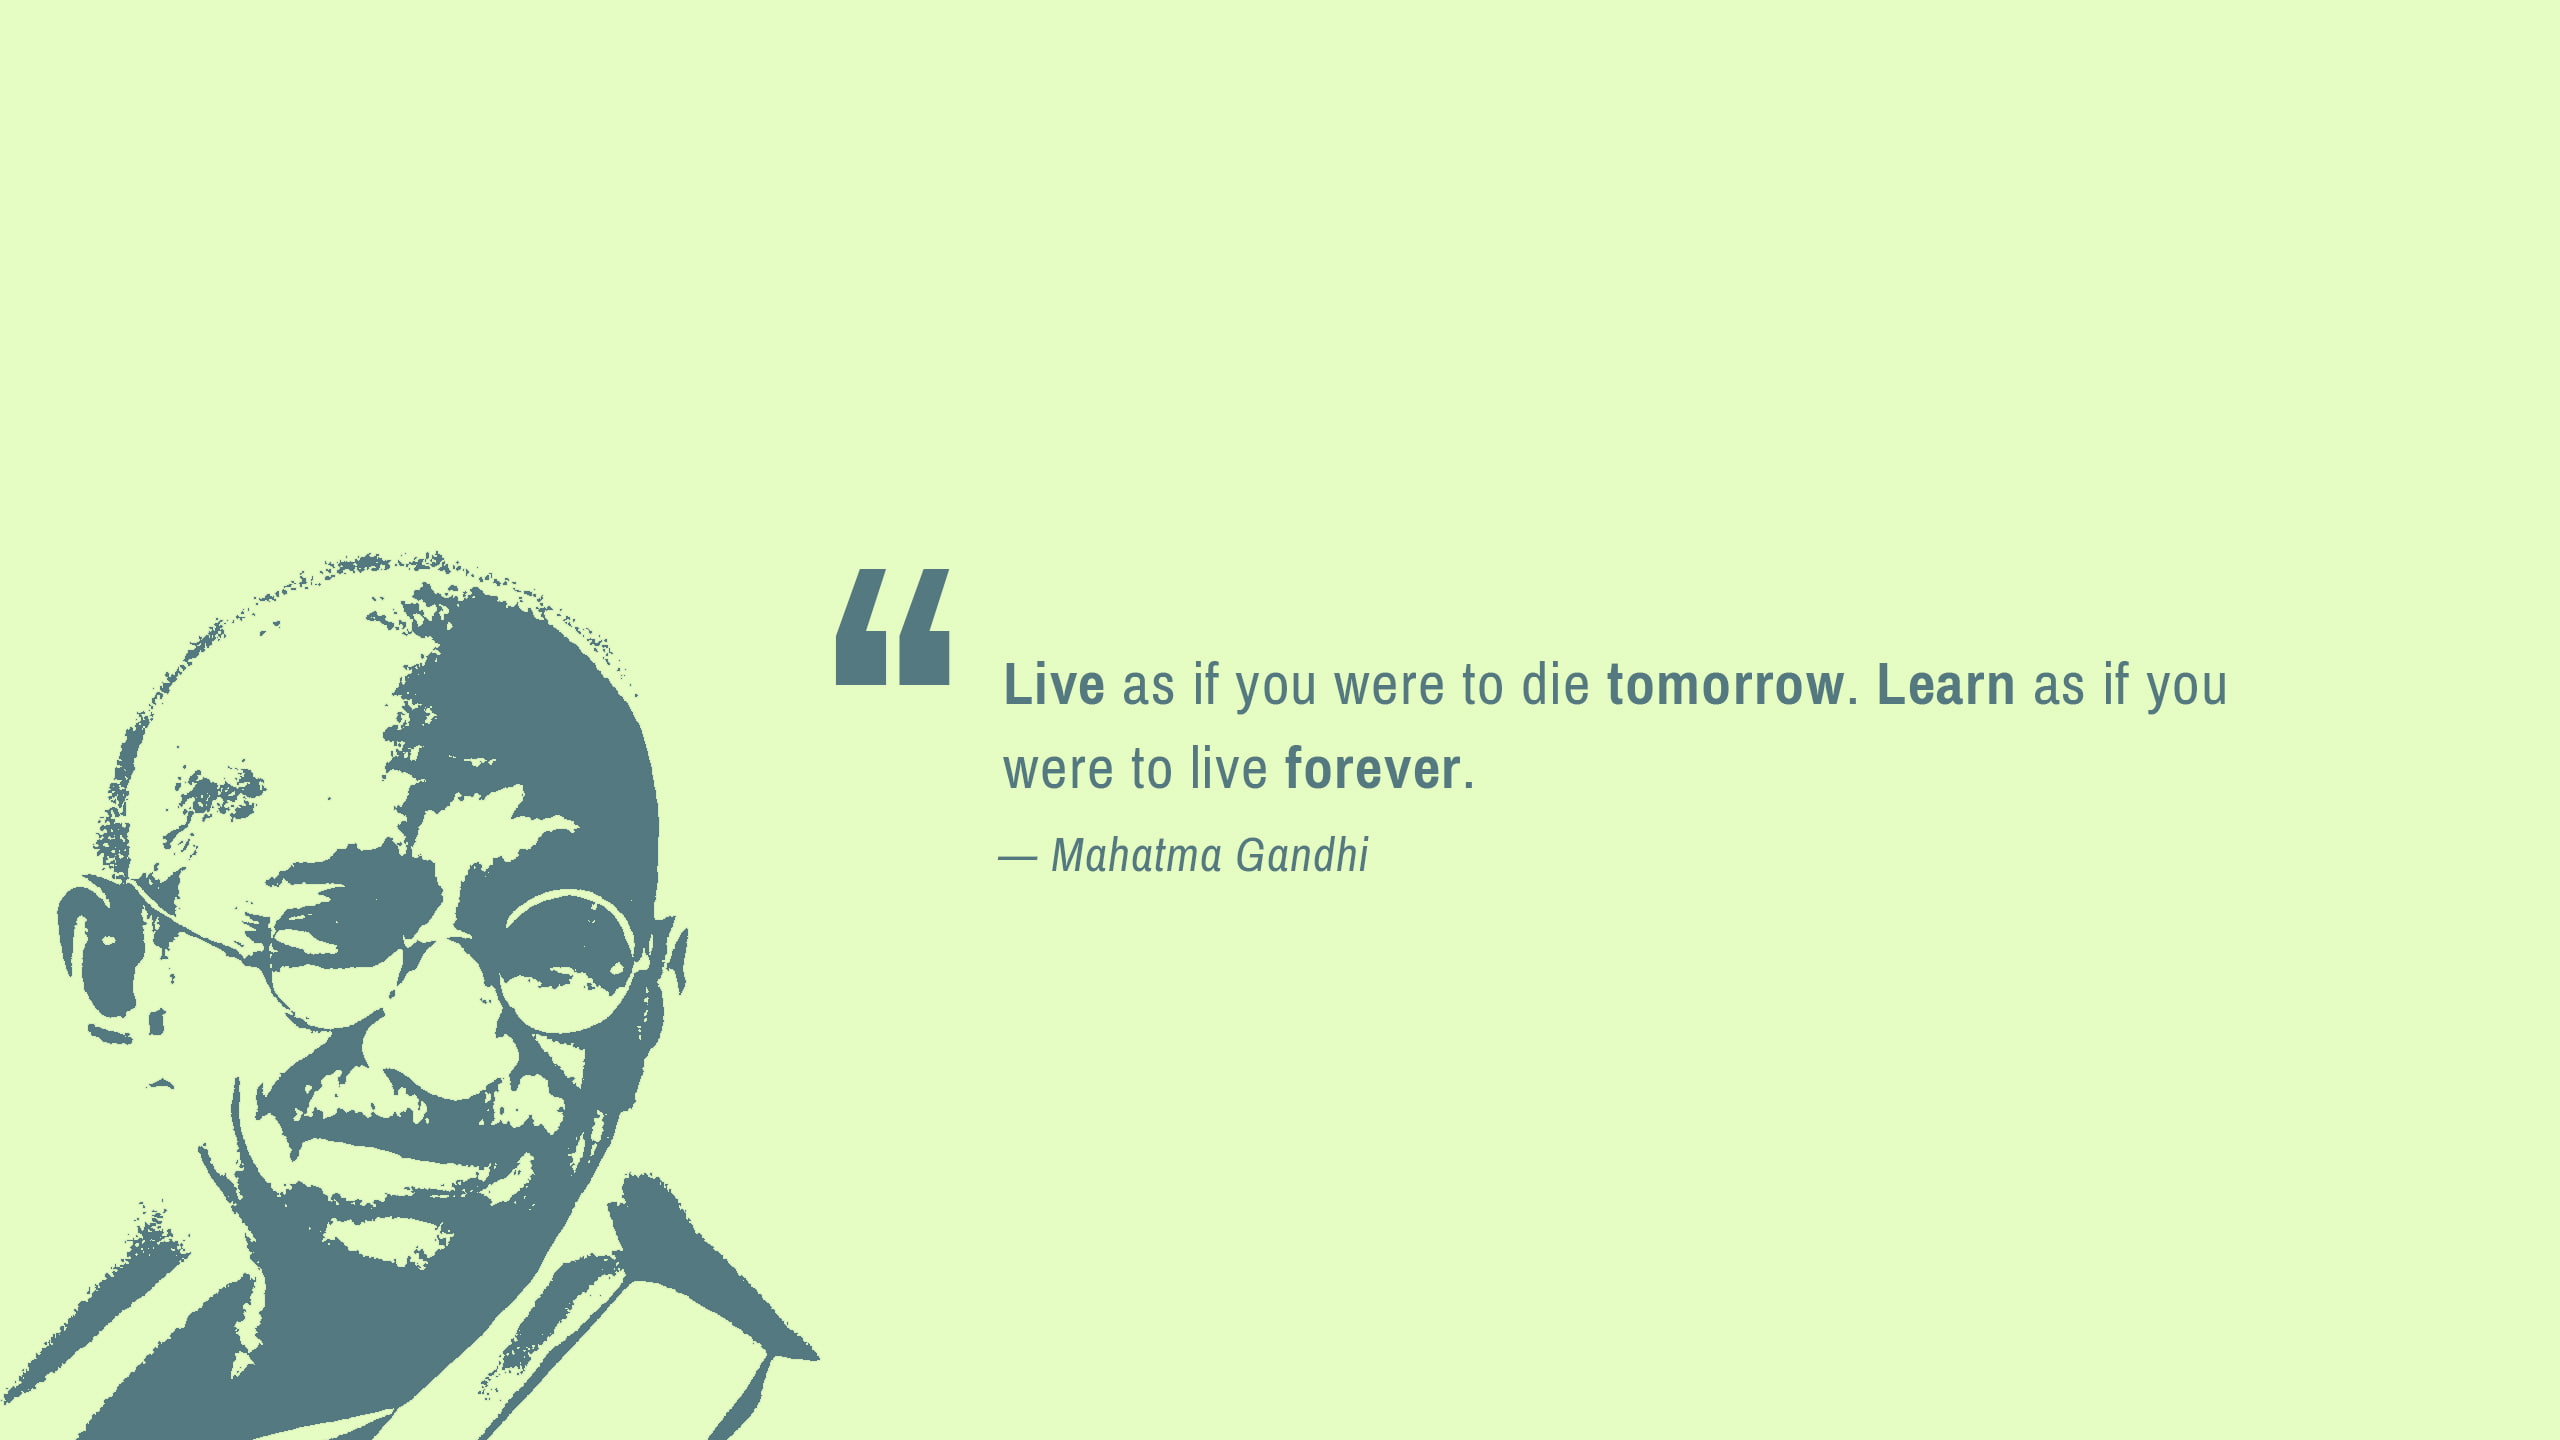 “
Live as if you were to die tomorrow. Learn as if you
were to live forever.
— Mahatma Gandhi